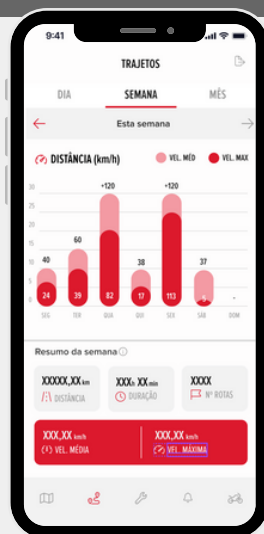 9:41
TRAJETOS
DIA SEMANA MÊS
← Esta semana →
DISTÂNCIA (km/h) VEL. MÉD VEL. MAX
30
25
20
15
10
5
0
40 60 +120 38 +120 37
24 39 82 17 113 5 -
SEG TER QUA QUI SEX SÁB DOM
Resumo da semana
XXXXX,XX km XXXh XX min XXXX
DISTÂNCIA DURAÇÃO Nº ROTAS
XXX,XX km/h XXX,XX km/h
VEL. MÉDIA VEL. MÁXIMA